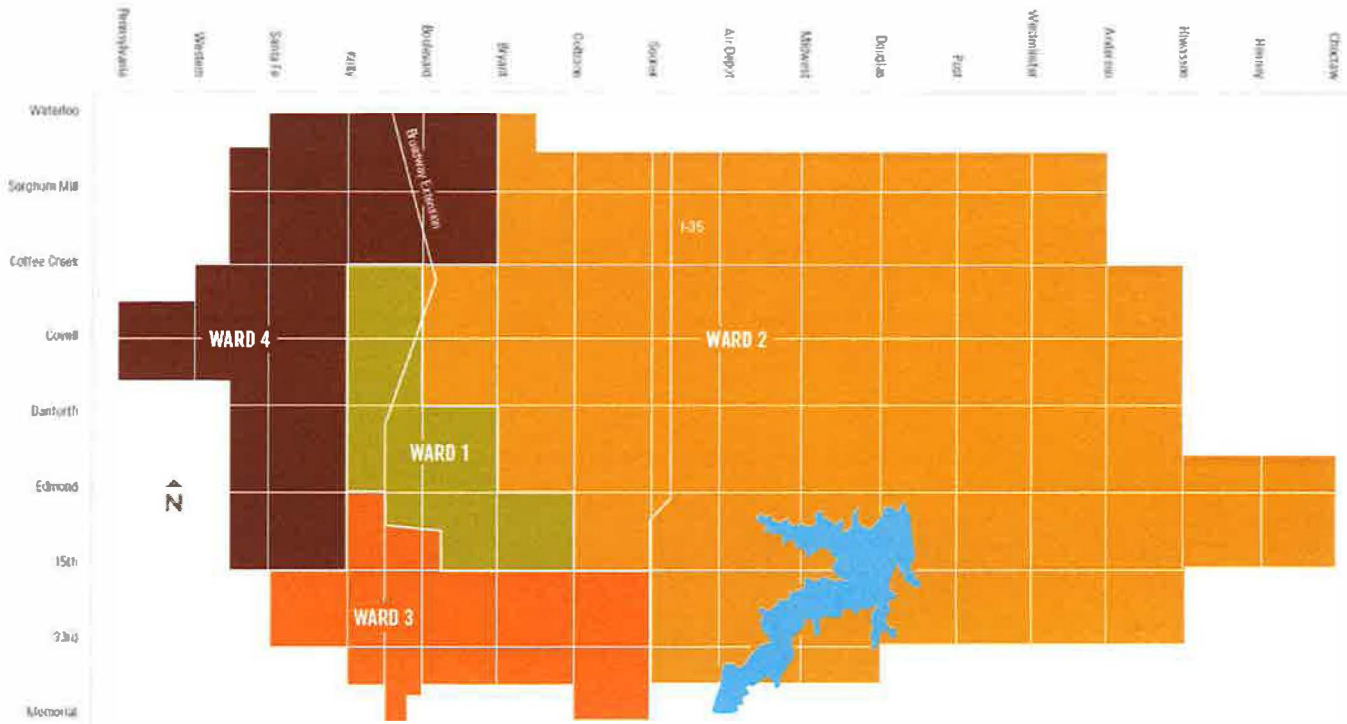 Pennsylvania
Western
Santa Fe
Kelly
Boulevard
Bryant
Coltrane
Sooner
Air Depot
Midwest
Douglas
Post
Westminster
Anderson
Hiwassee
Henney
Choctaw
Waterloo
Sorghum Mill
Coffee Creek
Covell
Danforth
Edmond
15th
33rd
Memorial
Broadway Extension
I-35
WARD 4
WARD 2
WARD 1
WARD 3
N